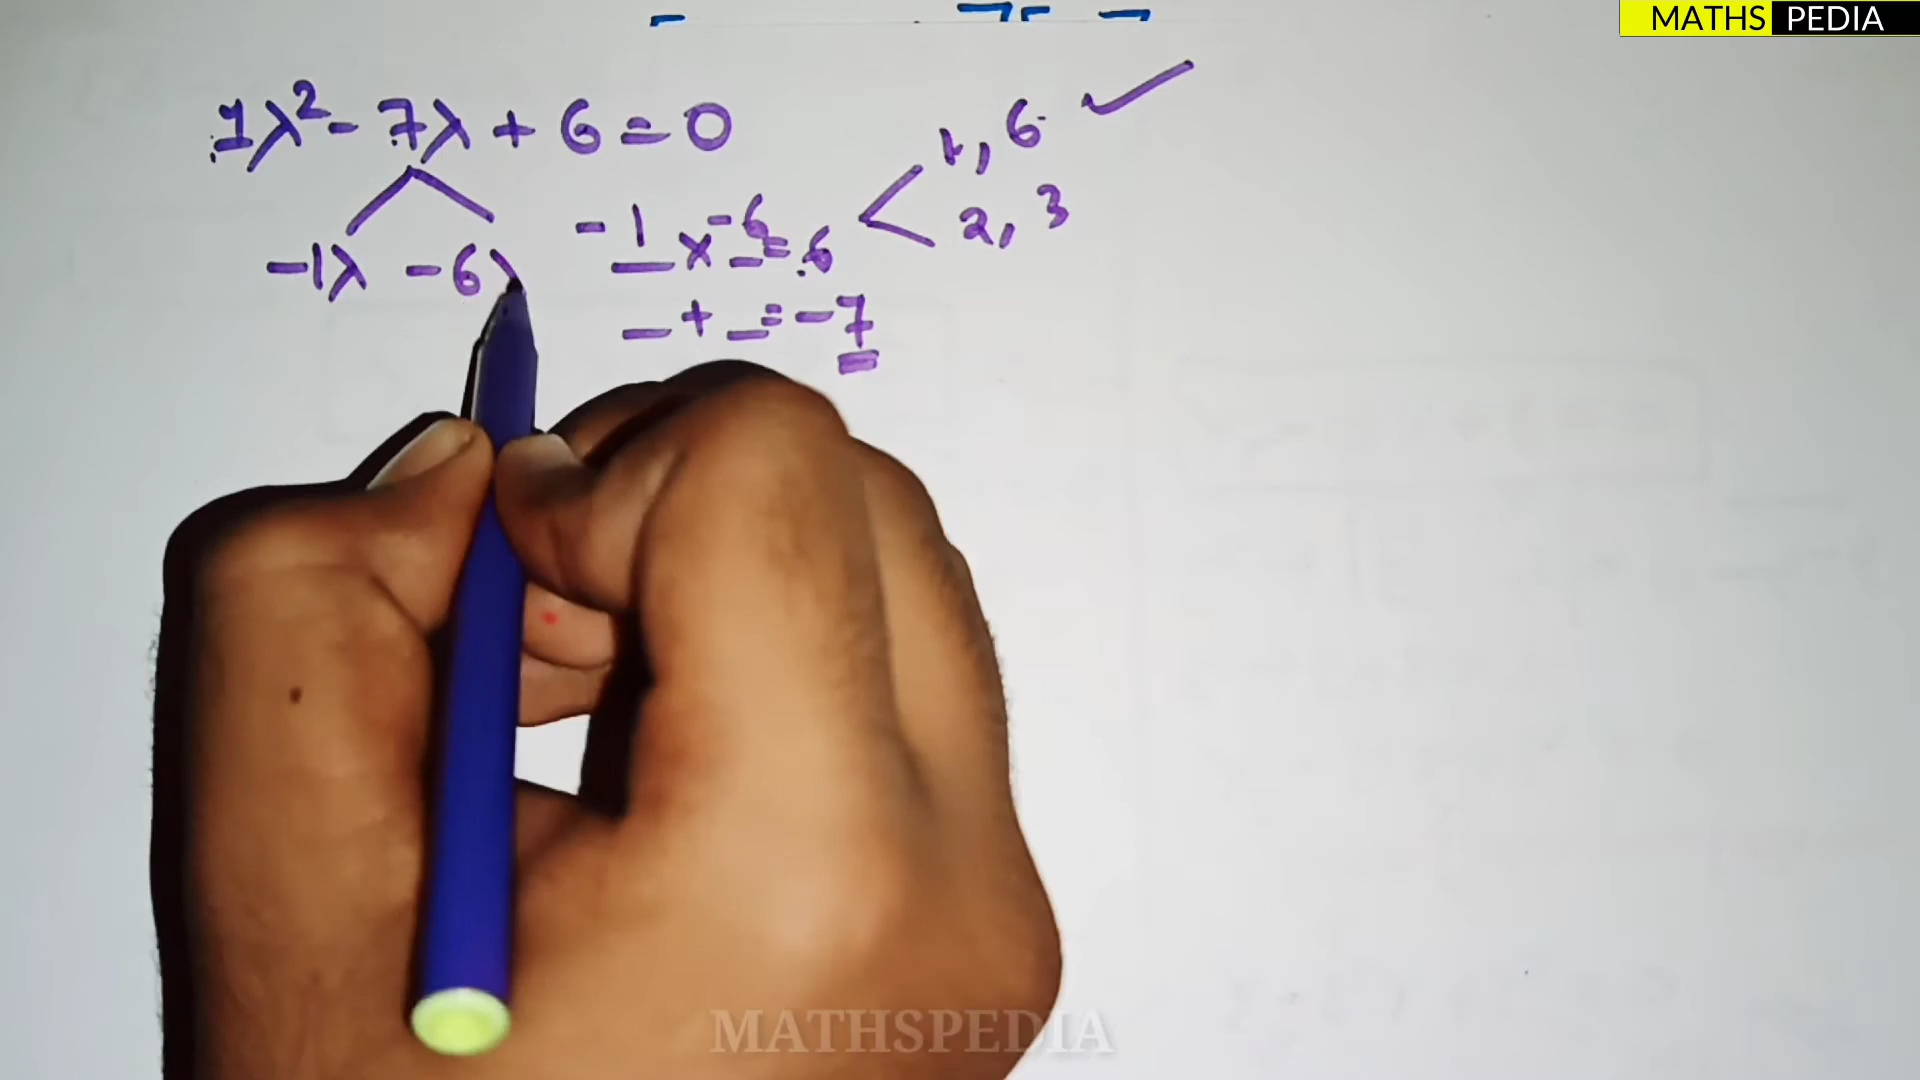 MATHS PEDIA
1λ² - 7λ + 6 = 0
1, 6 ✓
2, 3
-1 x -6 = 6
-1λ -6λ
_ + _ = -7
MATHSPEDIA